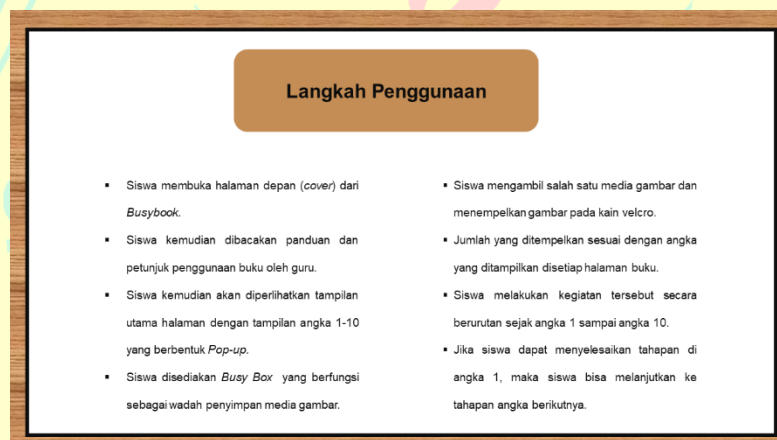 Langkah Penggunaan
▪ Siswa membuka halaman depan (cover) dari
Busybook.
▪ Siswa kemudian dibacakan panduan dan
petunjuk penggunaan buku oleh guru.
▪ Siswa kemudian akan diperlihatkan tampilan
utama halaman dengan tampilan angka 1-10
yang berbentuk Pop-up.
▪ Siswa disediakan Busy Box yang berfungsi
sebagai wadah penyimpan media gambar.
▪ Siswa mengambil salah satu media gambar dan
menempelkan gambar pada kain velcro.
▪ Jumlah yang ditempelkan sesuai dengan angka
yang ditampilkan disetiap halaman buku.
▪ Siswa melakukan kegiatan tersebut secara
berurutan sejak angka 1 sampai angka 10.
▪ Jika siswa dapat menyelesaikan tahapan di
angka 1, maka siswa bisa melanjutkan ke
tahapan angka berikutnya.